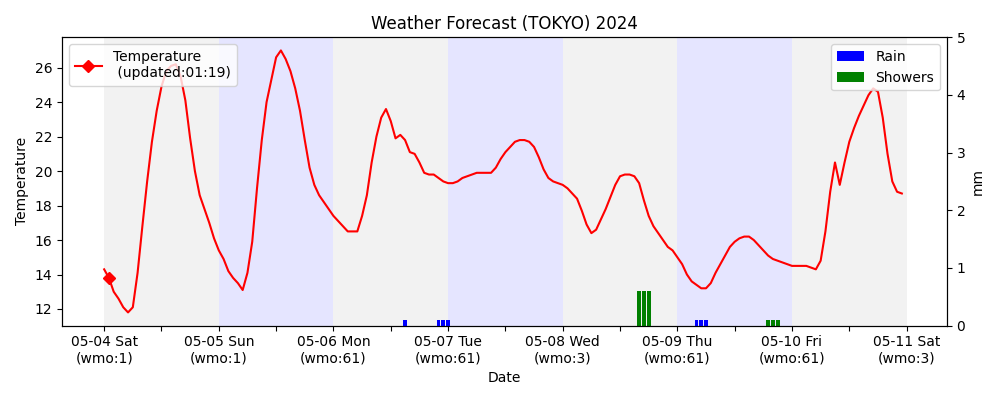 Weather Forecast (TOKYO) 2024
Temperature
(updated:01:19)
Rain
Showers
Temperature
26
24
22
20
18
16
14
12
5
4
3
2
1
0
mm
05-04 Sat
(wmo:1)
05-05 Sun
(wmo:1)
05-06 Mon
(wmo:61)
05-07 Tue
(wmo:61)
05-08 Wed
(wmo:3)
05-09 Thu
(wmo:61)
05-10 Fri
(wmo:61)
05-11 Sat
(wmo:3)
Date